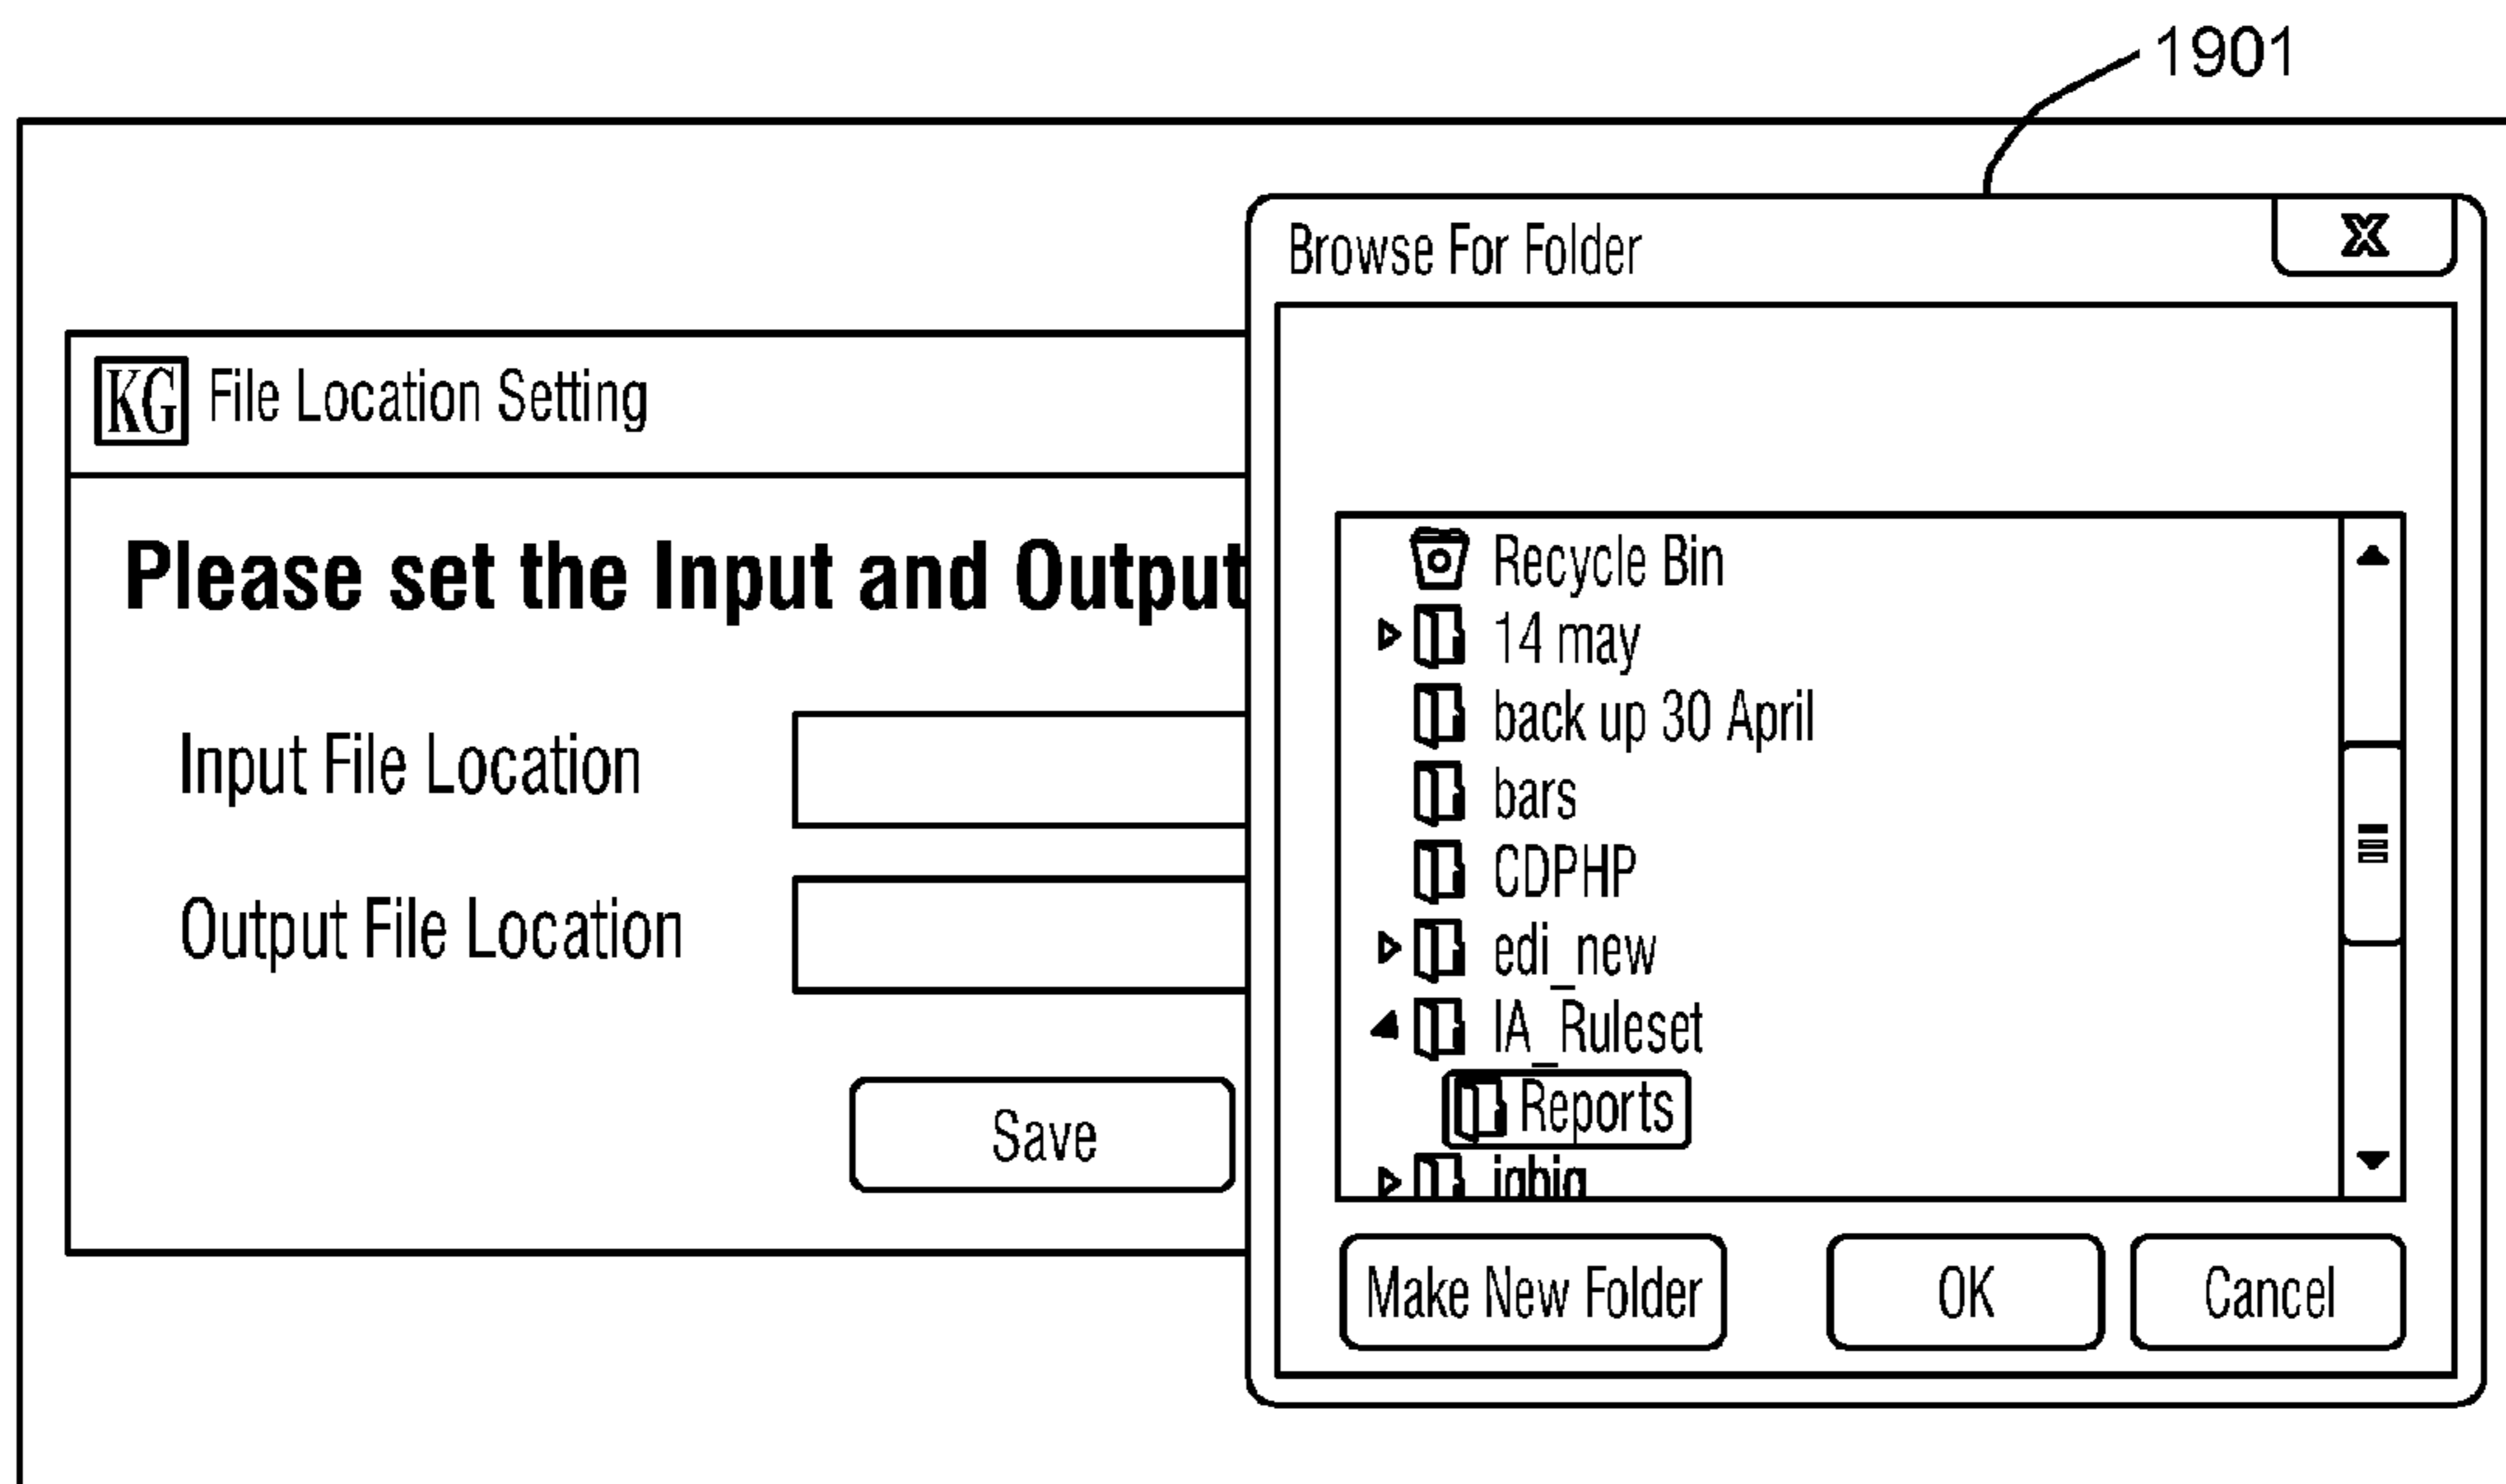 1901
Browse For Folder X
KG File Location Setting
Please set the Input and Output
Input File Location
Output File Location
Save
Recycle Bin
14 may
back up 30 April
bars
CDPHP
edi_new
IA_Ruleset
Reports
Make New Folder OK Cancel